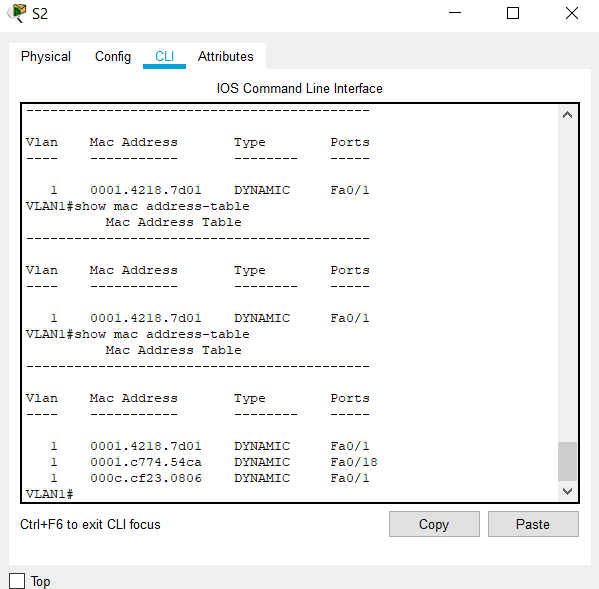 S2
Physical Config CLI Attributes
IOS Command Line Interface
-------------------------------------------
Vlan    Mac Address       Type        Ports
----    -----------       --------    -----
   1    0001.4218.7d01    DYNAMIC     Fa0/1
VLAN1#show mac address-table
          Mac Address Table
-------------------------------------------
Vlan    Mac Address       Type        Ports
----    -----------       --------    -----
   1    0001.4218.7d01    DYNAMIC     Fa0/1
VLAN1#show mac address-table
          Mac Address Table
-------------------------------------------
Vlan    Mac Address       Type        Ports
----    -----------       --------    -----
   1    0001.4218.7d01    DYNAMIC     Fa0/1
   1    0001.c774.54ca    DYNAMIC     Fa0/18
   1    000c.cf23.0806    DYNAMIC     Fa0/1
VLAN1#
Ctrl+F6 to exit CLI focus Copy Paste
Top